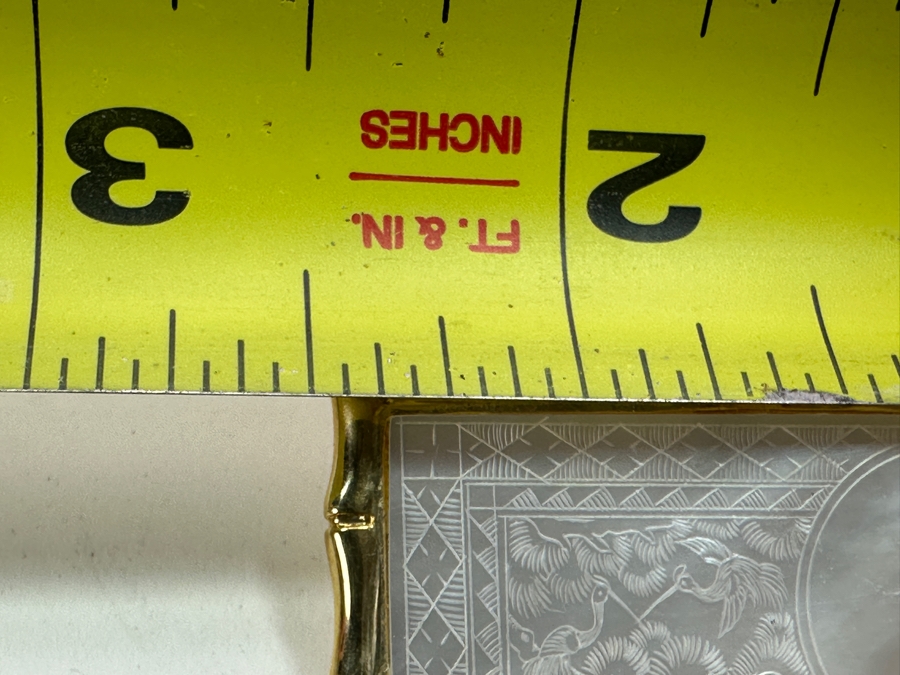 2
INCHES
FT. & IN.
3